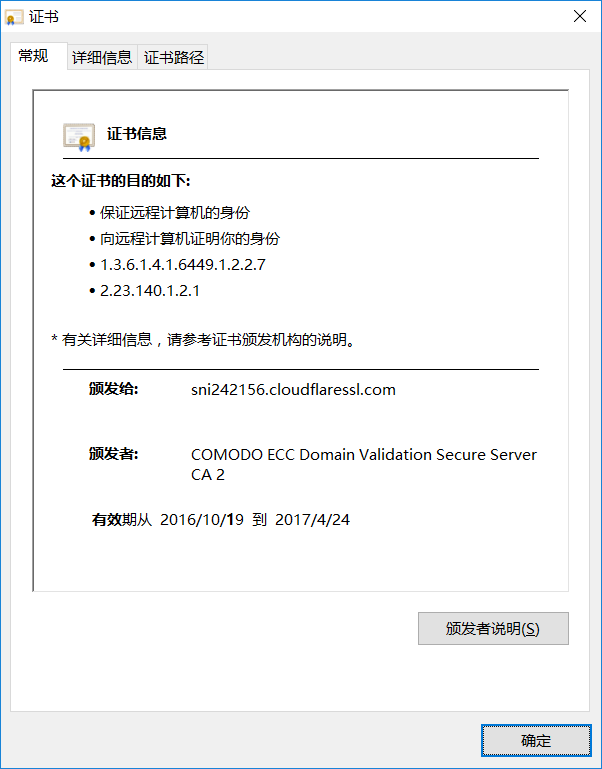 证书
常规 详细信息 证书路径
证书信息
这个证书的目的如下:
• 保证远程计算机的身份
• 向远程计算机证明你的身份
• 1.3.6.1.4.1.6449.1.2.2.7
• 2.23.140.1.2.1
* 有关详细信息，请参考证书颁发机构的说明。
颁发给: sni242156.cloudflaressl.com
颁发者: COMODO ECC Domain Validation Secure Server
CA 2
有效期从 2016/10/19 到 2017/4/24
颁发者说明(S)
确定